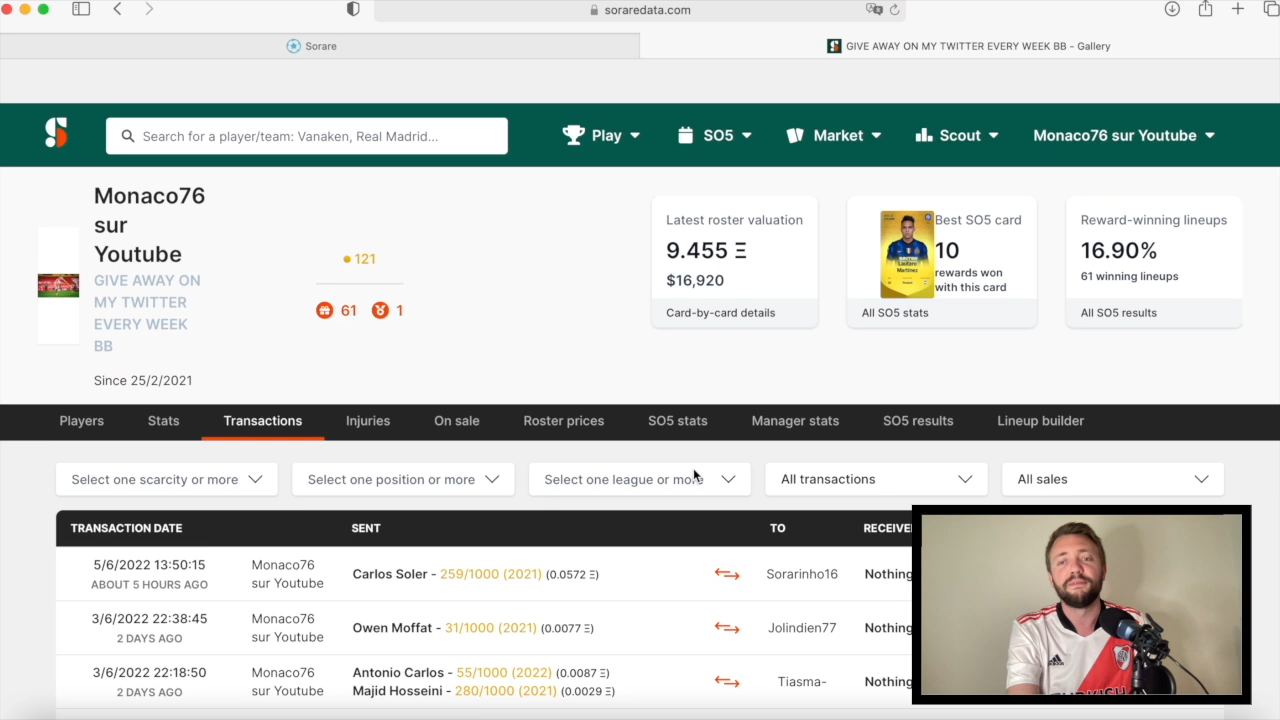 soraredata.com
Sorare
GIVE AWAY ON MY TWITTER EVERY WEEK BB - Gallery
Search for a player/team: Vanaken, Real Madrid...
Play
SO5
Market
Scout
Monaco76 sur Youtube
Monaco76
sur
Youtube
GIVE AWAY ON
MY TWITTER
EVERY WEEK
BB
Since 25/2/2021
121
61
1
Latest roster valuation
9.455 Ξ
$16,920
Card-by-card details
Lautaro
Martínez
Best SO5 card
10
rewards won
with this card
All SO5 stats
Reward-winning lineups
16.90%
61 winning lineups
All SO5 results
Players
Stats
Transactions
Injuries
On sale
Roster prices
SO5 stats
Manager stats
SO5 results
Lineup builder
Select one scarcity or more
Select one position or more
Select one league or more
All transactions
All sales
TRANSACTION DATE
SENT
TO
RECEIVE
5/6/2022 13:50:15
ABOUT 5 HOURS AGO
Monaco76
sur Youtube
Carlos Soler - 259/1000 (2021) (0.0572 Ξ)
Sorarinho16
Nothing
3/6/2022 22:38:45
2 DAYS AGO
Monaco76
sur Youtube
Owen Moffat - 31/1000 (2021) (0.0077 Ξ)
Jolindien77
Nothing
3/6/2022 22:18:50
2 DAYS AGO
Monaco76
sur Youtube
Antonio Carlos - 55/1000 (2022) (0.0087 Ξ)
Majid Hosseini - 280/1000 (2021) (0.0029 Ξ)
Tiasma-
Nothing
adidas